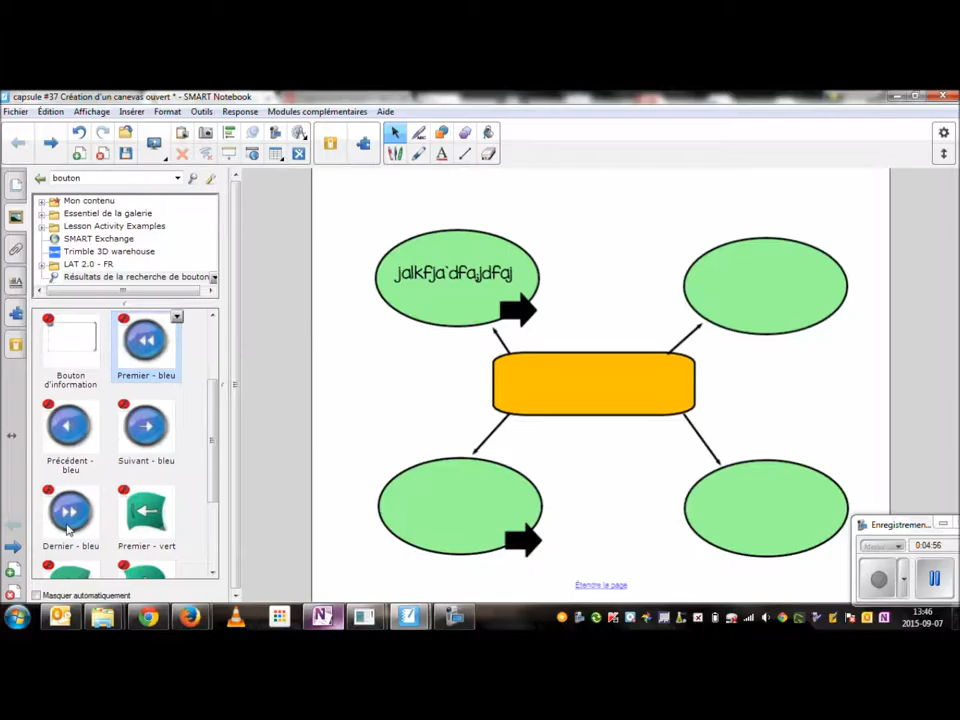 capsule #37 Création d'un canevas ouvert * - SMART Notebook
Fichier Édition Affichage Insérer Format Outils Réponse Modules complémentaires Aide
bouton
Mon contenu
Essentiel de la galerie
Lesson Activity Examples
SMART Exchange
Trimble 3D warehouse
LAT 2.0 - FR
Résultats de la recherche de bouton
Bouton d'information
Premier - bleu
Précédent - bleu
Suivant - bleu
Dernier - bleu
Premier - vert
Masquer automatiquement
jalkfja`dfajjdfaj
Étendre la page
Enregistremen...
0:04:56
13:46
2015-09-07